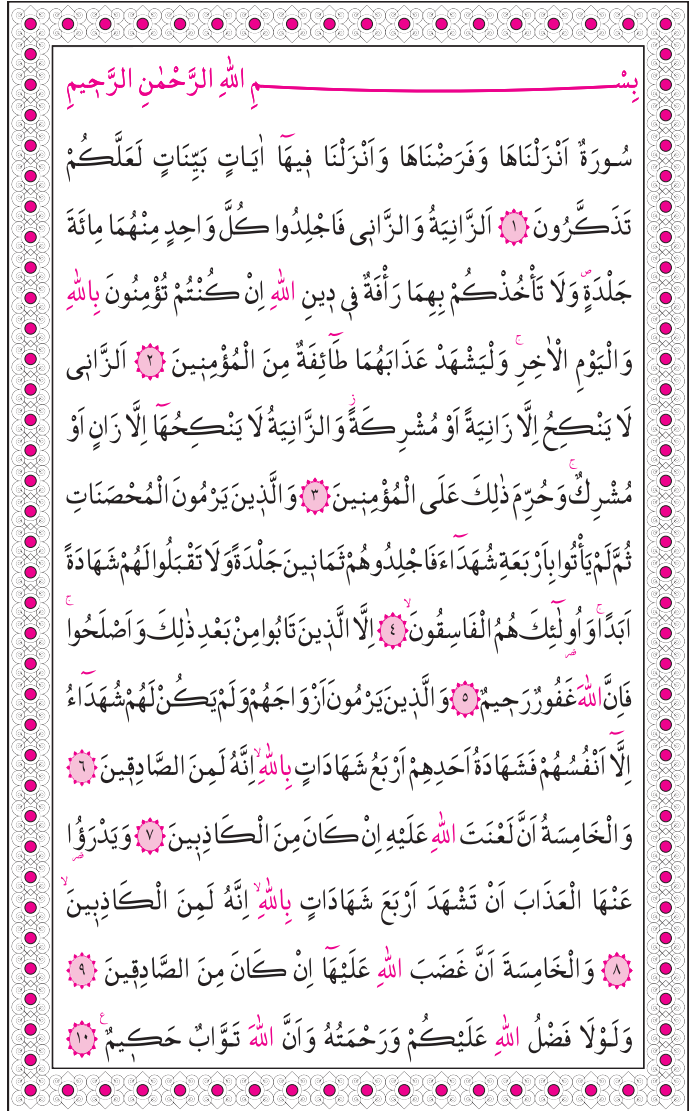 بِسْمِ اللّٰهِ الرَّحْمٰنِ الرَّح۪يمِ
سُورَةٌ اَنْزَلْنَاهَا وَفَرَضْنَاهَا وَاَنْزَلْنَا ف۪يهَٓا اٰيَاتٍ بَيِّنَاتٍ لَعَلَّكُمْ
تَذَكَّرُونَ ﴿١﴾ اَلزَّانِيَةُ وَالزَّان۪ي فَاجْلِدُوا كُلَّ وَاحِدٍ مِنْهُمَا مِائَةَ
جَلْدَةٍۖ وَلَا تَأْخُذْكُمْ بِهِمَا رَأْفَةٌ ف۪ي د۪ينِ اللّٰهِ اِنْ كُنْتُمْ تُؤْمِنُونَ بِاللّٰهِ
وَالْيَوْمِ الْاٰخِرِۚ وَلْيَشْهَدْ عَذَابَهُمَا طَٓائِفَةٌ مِنَ الْمُؤْمِن۪ينَ ﴿٢﴾ اَلزَّان۪ي
لَا يَنْكِحُ اِلَّا زَانِيَةً اَوْ مُشْرِكَةًۘ وَالزَّانِيَةُ لَا يَنْكِحُهَٓا اِلَّا زَانٍ اَوْ
مُشْرِكٌۚ وَحُرِّمَ ذٰلِكَ عَلَى الْمُؤْمِن۪ينَ ﴿٣﴾ وَالَّذ۪ينَ يَرْمُونَ الْمُحْصَنَاتِ
ثُمَّ لَمْ يَأْتُوا بِاَرْبَعَةِ شُهَدَٓاءَ فَاجْلِدُوهُمْ ثَمَان۪ينَ جَلْدَةً وَلَا تَقْبَلُوا لَهُمْ شَهَادَةً
اَبَدًاۚ وَاُو۬لٰٓئِكَ هُمُ الْفَاسِقُونَۙ ﴿٤﴾ اِلَّا الَّذ۪ينَ تَابُوا مِنْ بَعْدِ ذٰلِكَ وَاَصْلَحُواۚ
فَاِنَّ اللّٰهَ غَفُورٌ رَح۪يمٌ ﴿٥﴾ وَالَّذ۪ينَ يَرْمُونَ اَزْوَاجَهُمْ وَلَمْ يَكُنْ لَهُمْ شُهَدَٓاءُ
اِلَّٓا اَنْفُسُهُمْ فَشَهَادَةُ اَحَدِهِمْ اَرْبَعُ شَهَادَاتٍ بِاللّٰهِۙ اِنَّهُ لَمِنَ الصَّادِق۪ينَ ﴿٦﴾
وَالْخَامِسَةُ اَنَّ لَعْنَتَ اللّٰهِ عَلَيْهِ اِنْ كَانَ مِنَ الْكَاذِب۪ينَ ﴿٧﴾ وَيَدْرَؤُ۬ا
عَنْهَا الْعَذَابَ اَنْ تَشْهَدَ اَرْبَعَ شَهَادَاتٍ بِاللّٰهِۙ اِنَّهُ لَمِنَ الْكَاذِب۪ينَۙ
﴿٨﴾ وَالْخَامِسَةَ اَنَّ غَضَبَ اللّٰهِ عَلَيْهَٓا اِنْ كَانَ مِنَ الصَّادِق۪ينَ ﴿٩﴾
وَلَوْلَا فَضْلُ اللّٰهِ عَلَيْكُمْ وَرَحْمَتُهُ وَاَنَّ اللّٰهَ تَوَّابٌ حَك۪يمٌ۟ ﴿١٠﴾